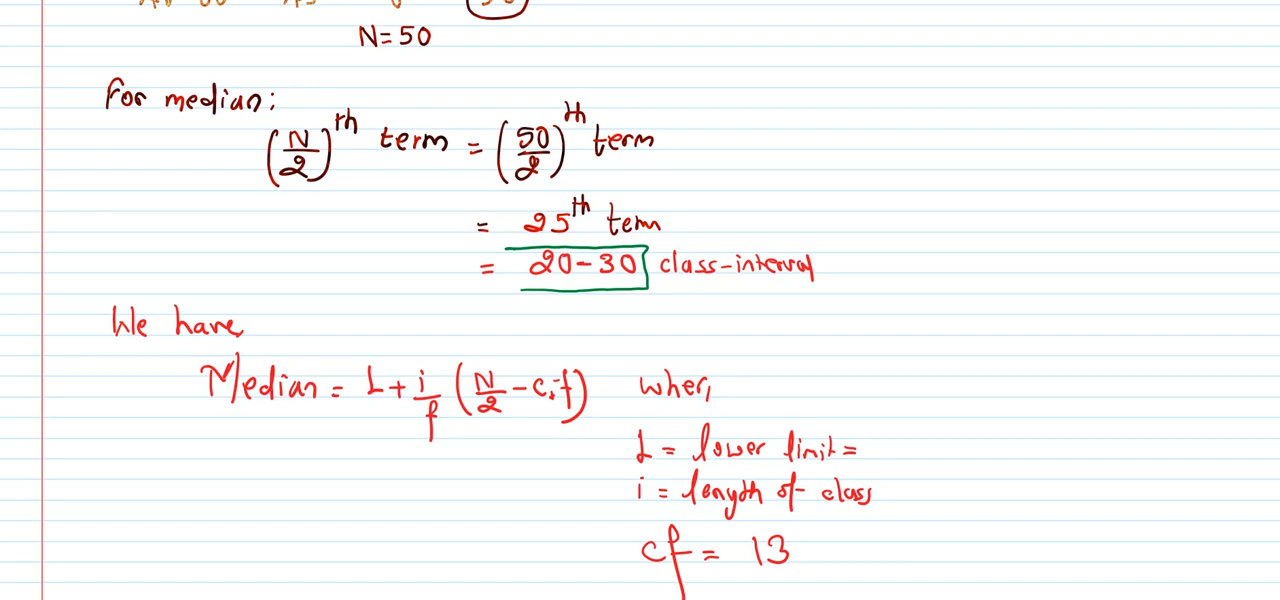 N=50
For median:
(N/2)th term = (50/2)th term
= 25th term
= 20-30 class-interval
We have,
Median = L + i/f (N/2 - c.f) wher,
L = lower limit =
i = length of class
cf = 13